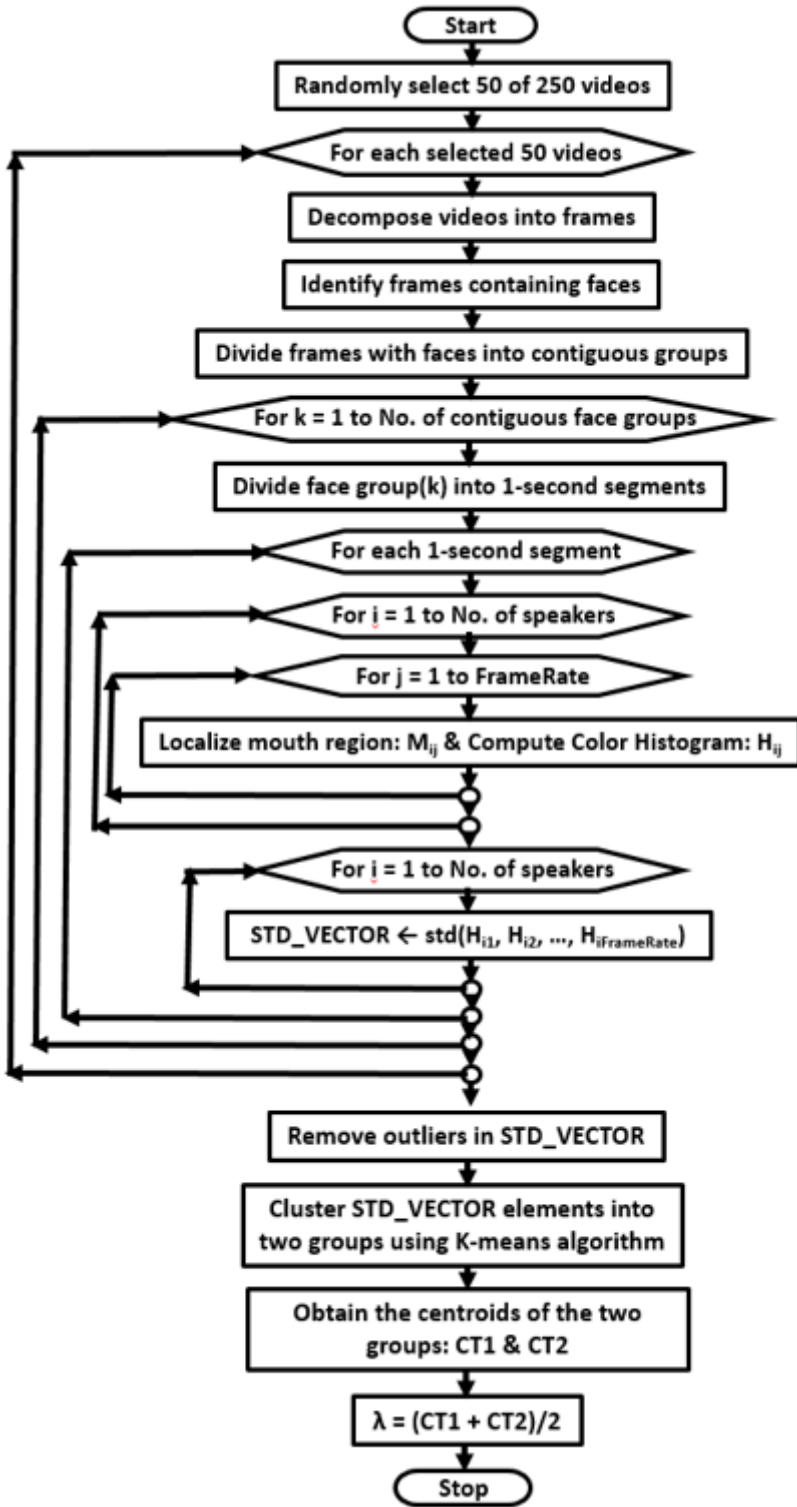 Start
Randomly select 50 of 250 videos
For each selected 50 videos
Decompose videos into frames
Identify frames containing faces
Divide frames with faces into contiguous groups
For k = 1 to No. of contiguous face groups
Divide face group(k) into 1-second segments
For each 1-second segment
For i = 1 to No. of speakers
For j = 1 to FrameRate
Localize mouth region: Mij & Compute Color Histogram: Hij
For i = 1 to No. of speakers
STD_VECTOR ← std(Hi1, Hi2, ..., HiFrameRate)
Remove outliers in STD_VECTOR
Cluster STD_VECTOR elements into
two groups using K-means algorithm
Obtain the centroids of the two
groups: CT1 & CT2
λ = (CT1 + CT2)/2
Stop